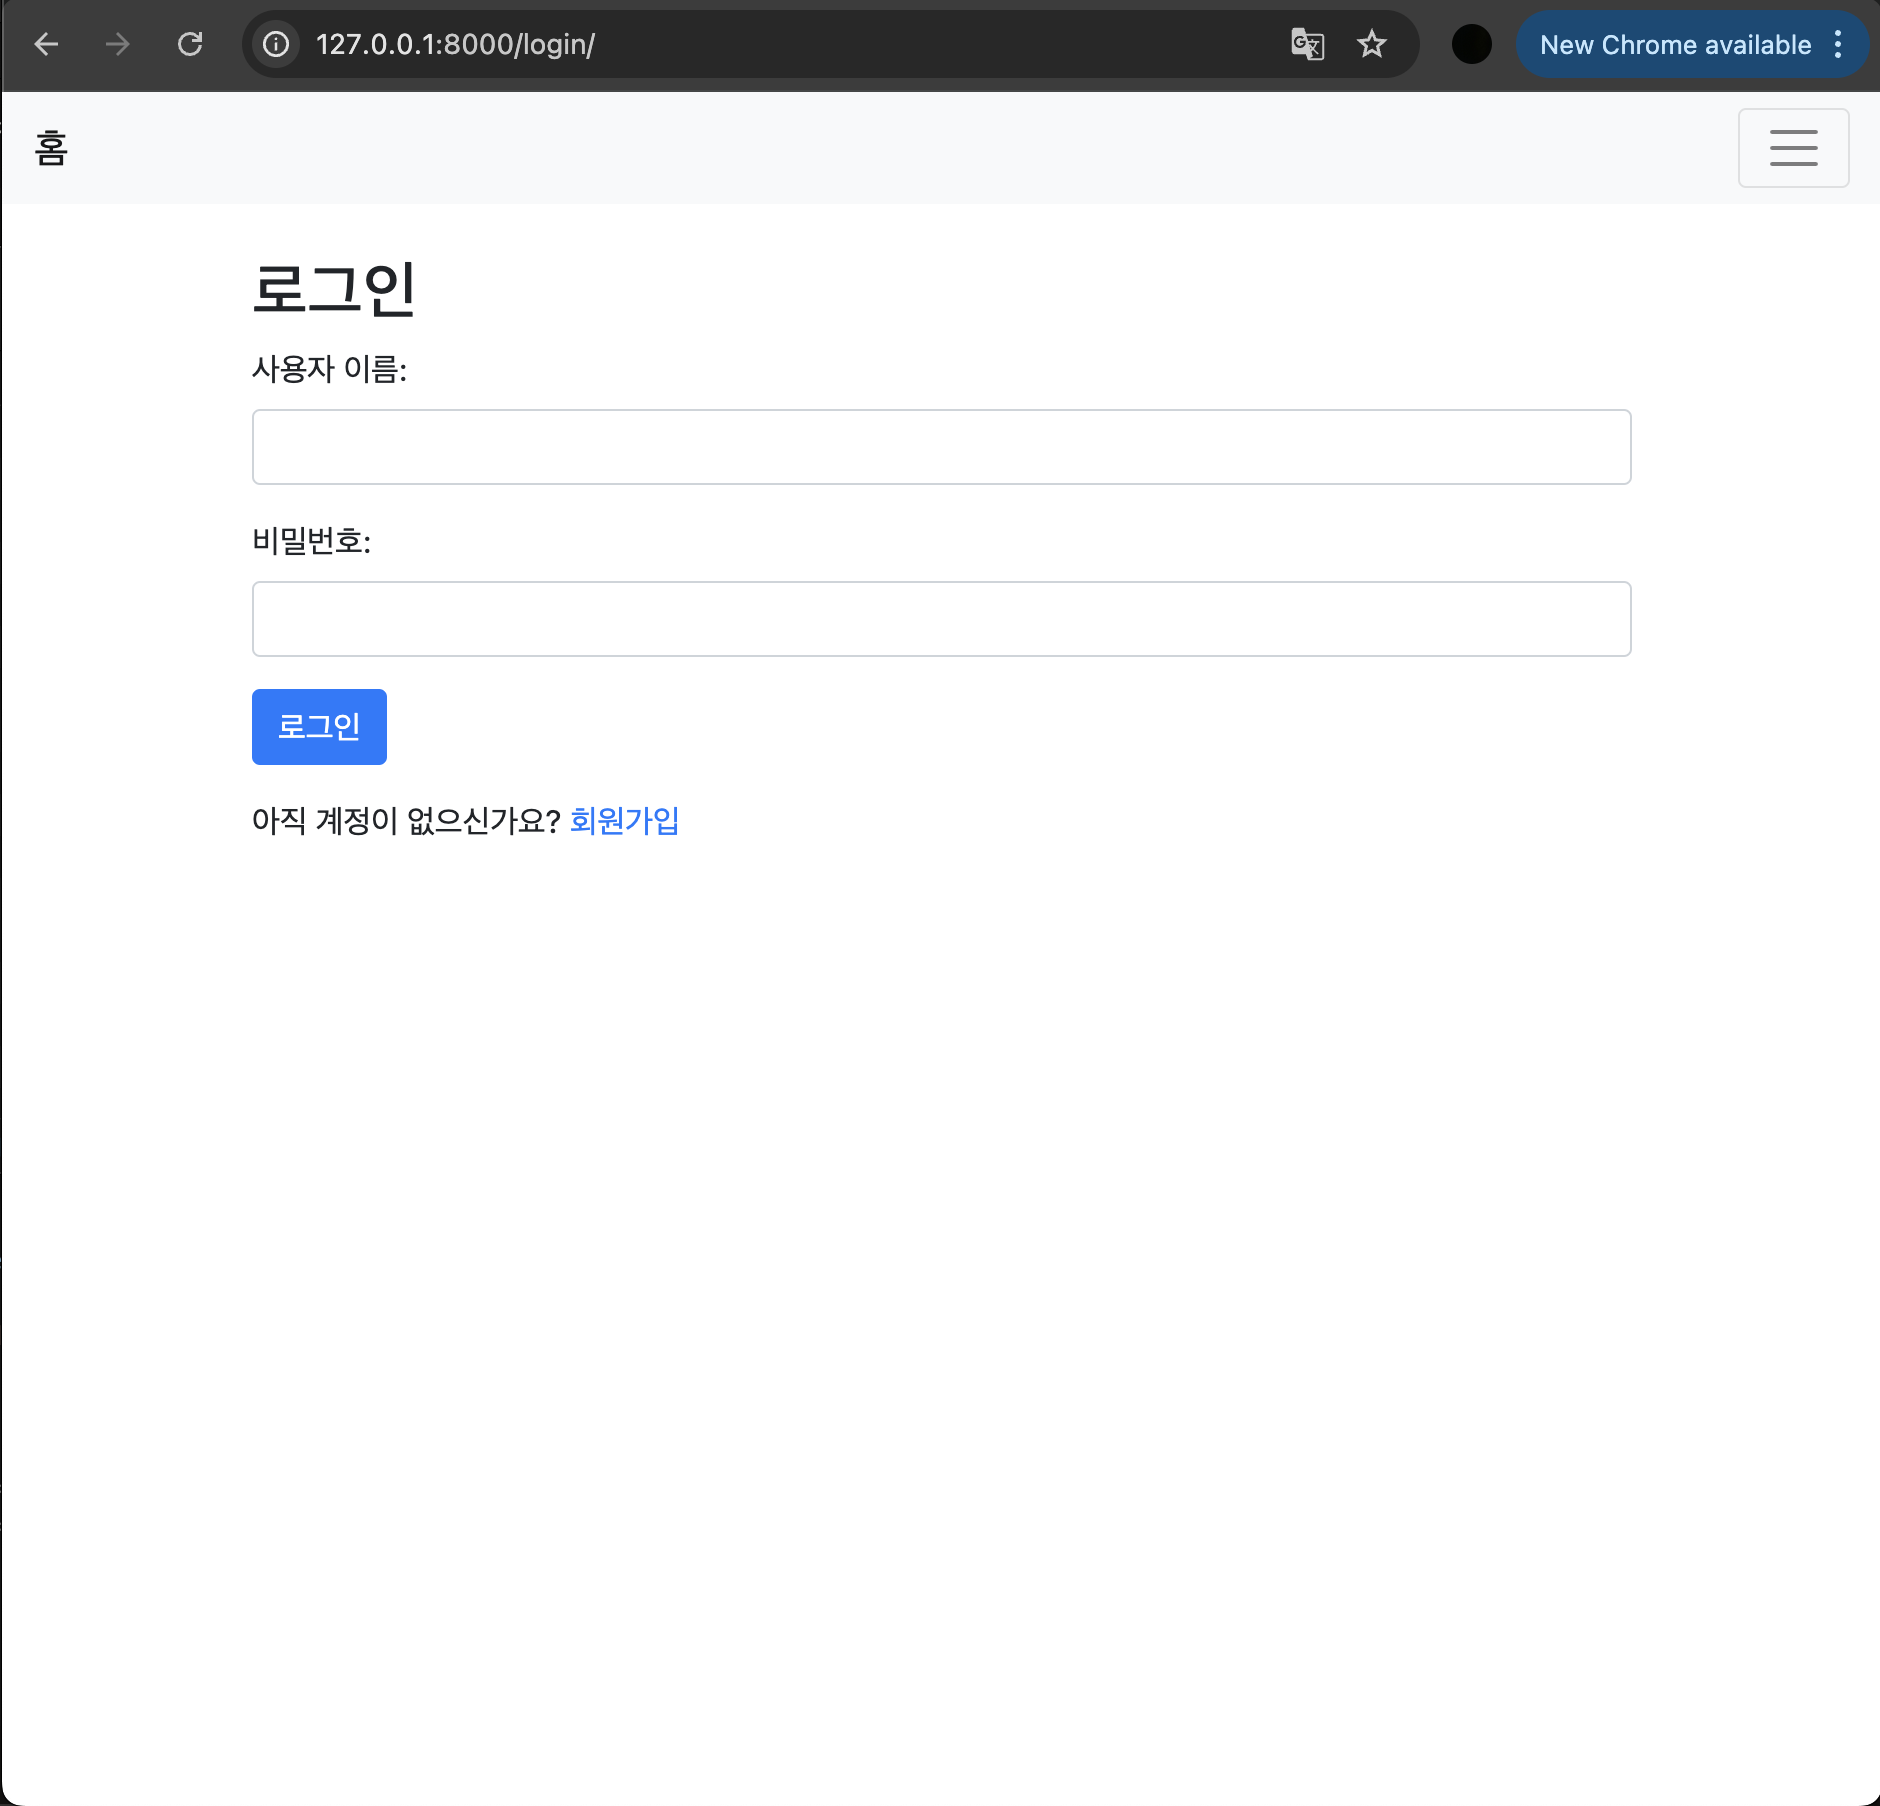 127.0.0.1:8000/login/
New Chrome available
홈
로그인
사용자 이름:
비밀번호:
로그인
아직 계정이 없으신가요? 회원가입